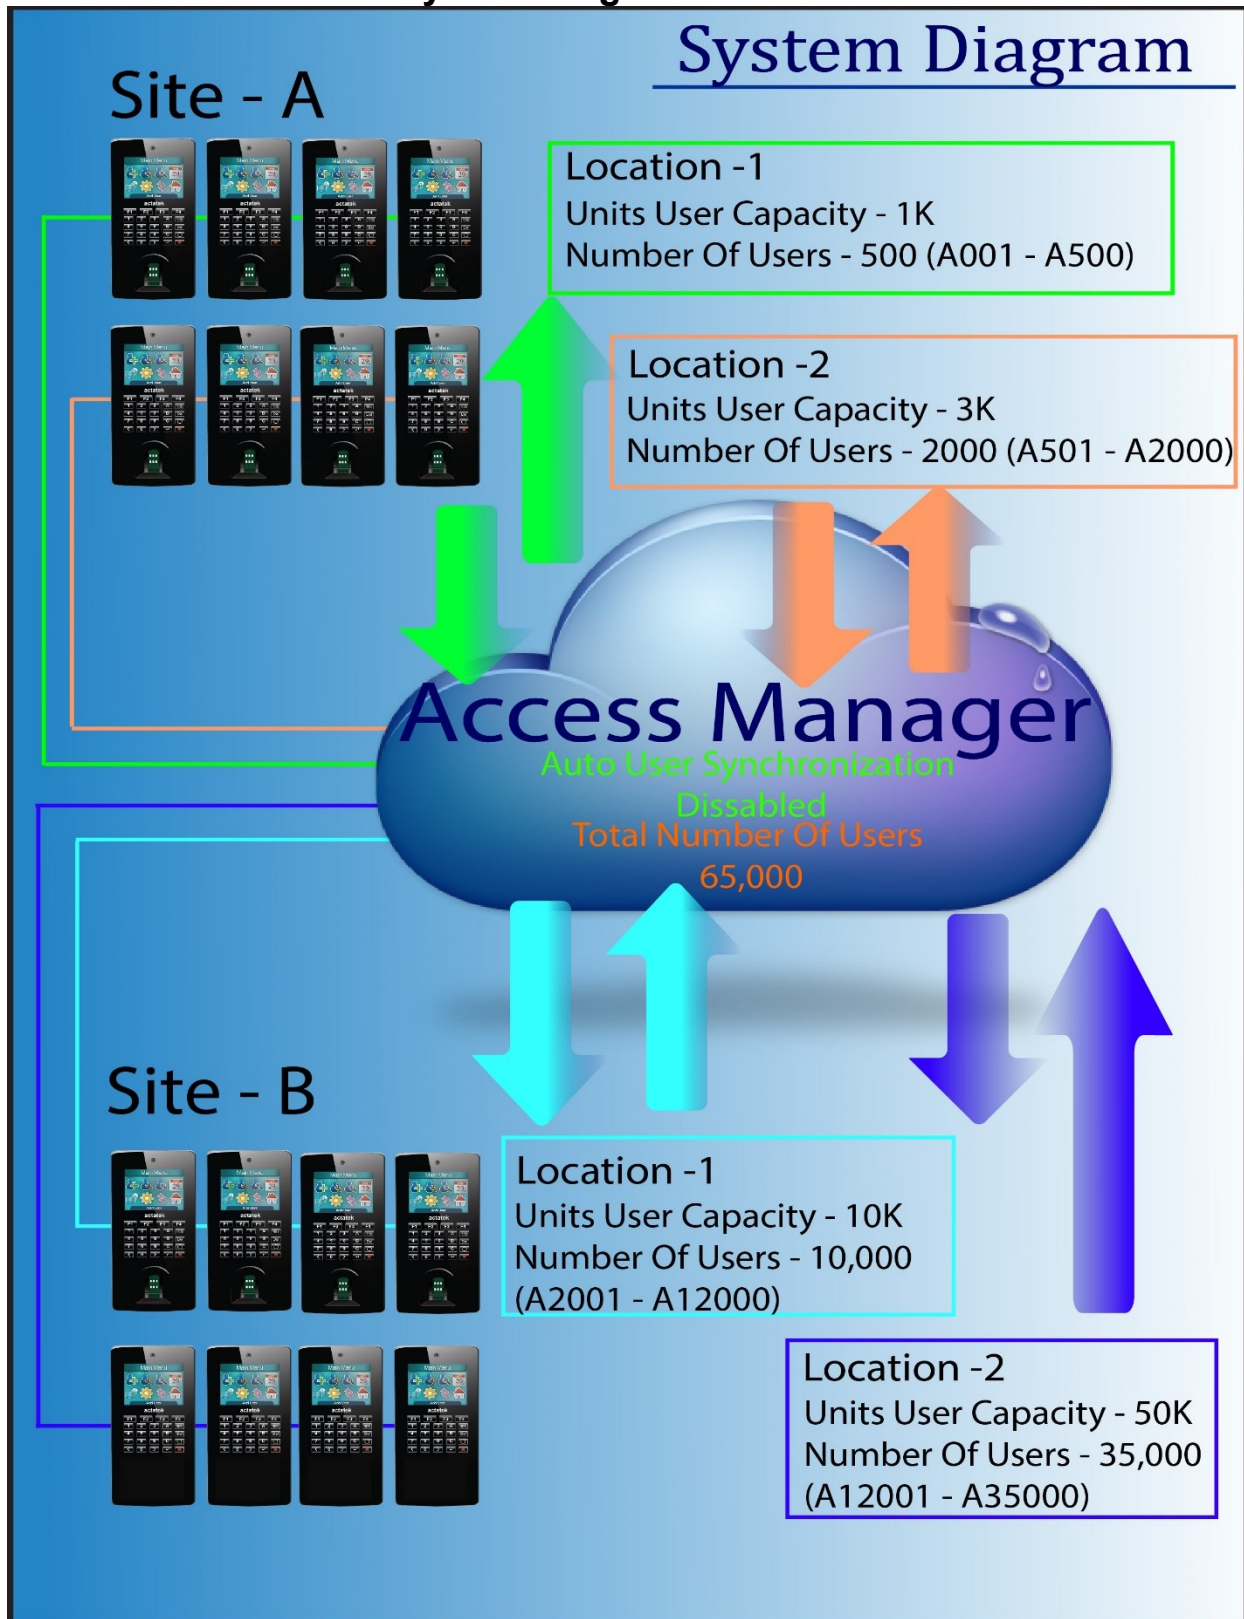 System Diagram
Site - A
Location -1
Units User Capacity - 1K
Number Of Users - 500 (A001 - A500)
Location -2
Units User Capacity - 3K
Number Of Users - 2000 (A501 - A2000)
Access Manager
Auto User Synchronization
Dissabled
Total Number Of Users
65,000
Site - B
Location -1
Units User Capacity - 10K
Number Of Users - 10,000
(A2001 - A12000)
Location -2
Units User Capacity - 50K
Number Of Users - 35,000
(A12001 - A35000)